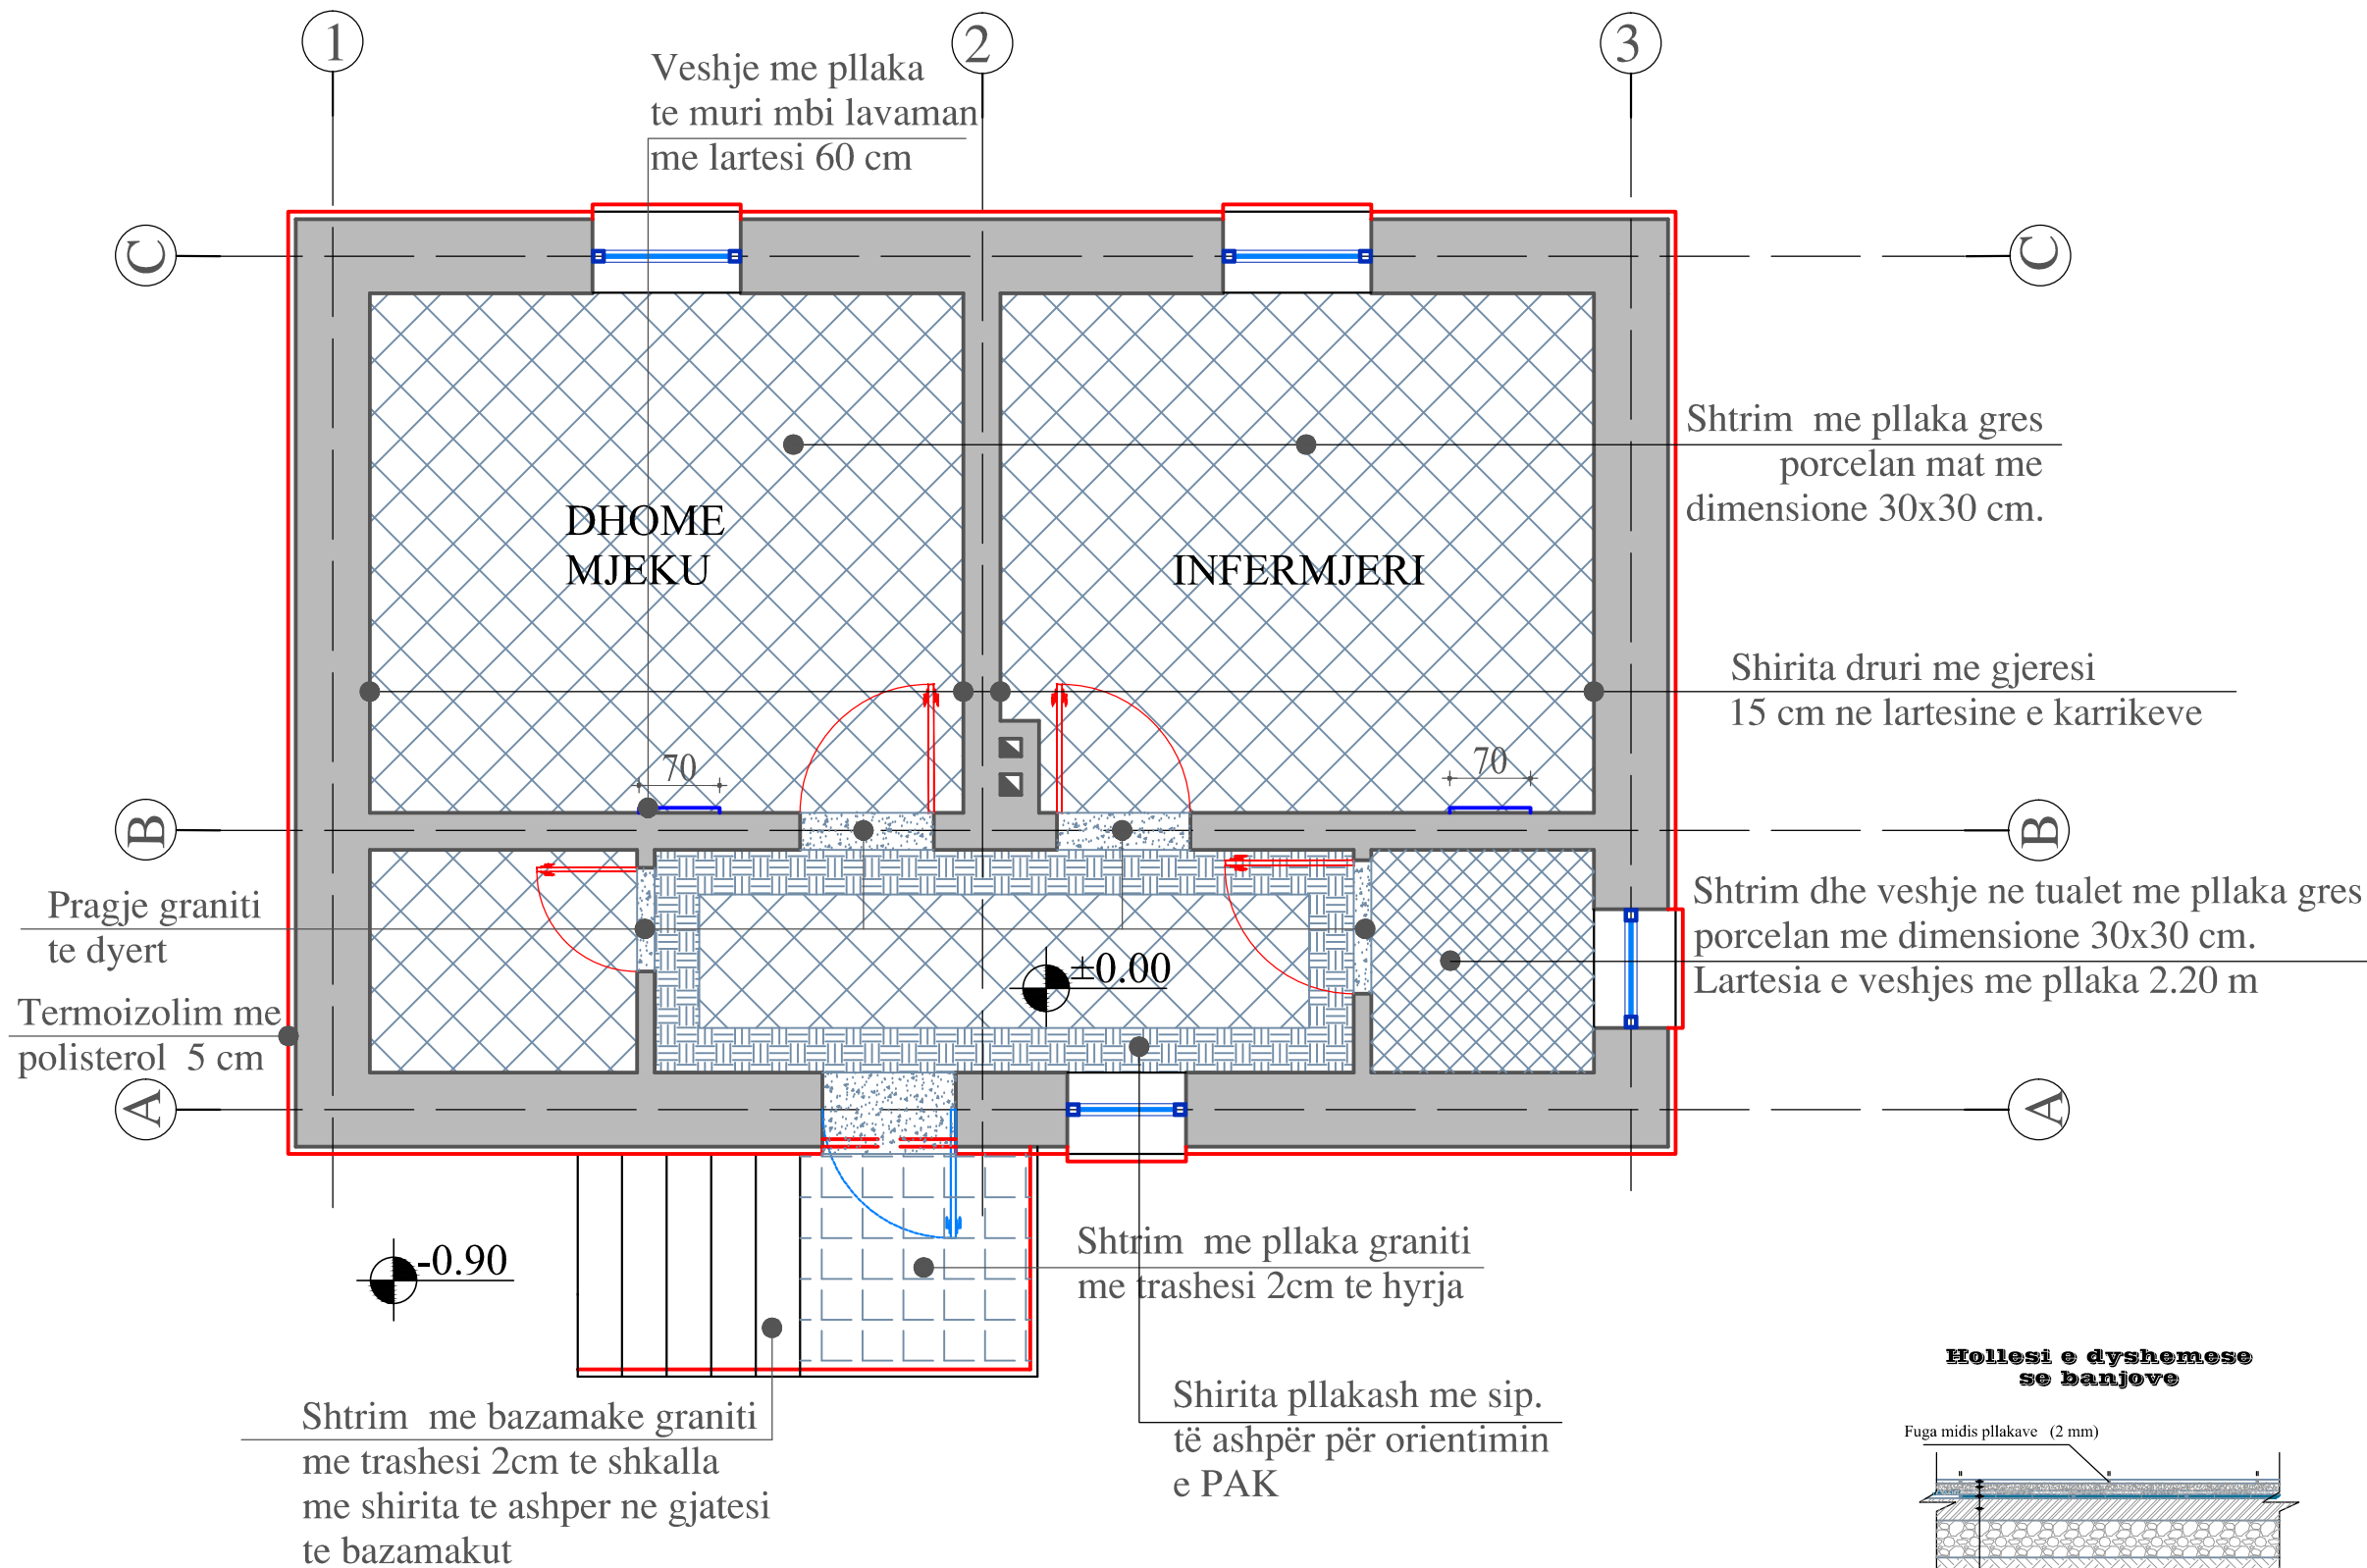 1
2
3
Veshje me pllaka
te muri mbi lavaman
me lartesi 60 cm
C
C
Shtrim  me pllaka gres
porcelan mat me
dimensione 30x30 cm.
DHOME
MJEKU
INFERMJERI
Shirita druri me gjeresi
15 cm ne lartesine e karrikeve
70
70
B
B
Pragje graniti
te dyert
Shtrim dhe veshje ne tualet me pllaka gres
porcelan me dimensione 30x30 cm.
Lartesia e veshjes me pllaka 2.20 m
±0.00
Termoizolim me
polisterol  5 cm
A
A
-0.90
Shtrim  me pllaka graniti
me trashesi 2cm te hyrja
Shirita pllakash me sip.
të ashpër për orientimin
e PAK
Shtrim  me bazamake graniti
me trashesi 2cm te shkalla
me shirita te ashper ne gjatesi
te bazamakut
Hollesi e dyshemese
se banjove
Fuga midis pllakave   (2 mm)